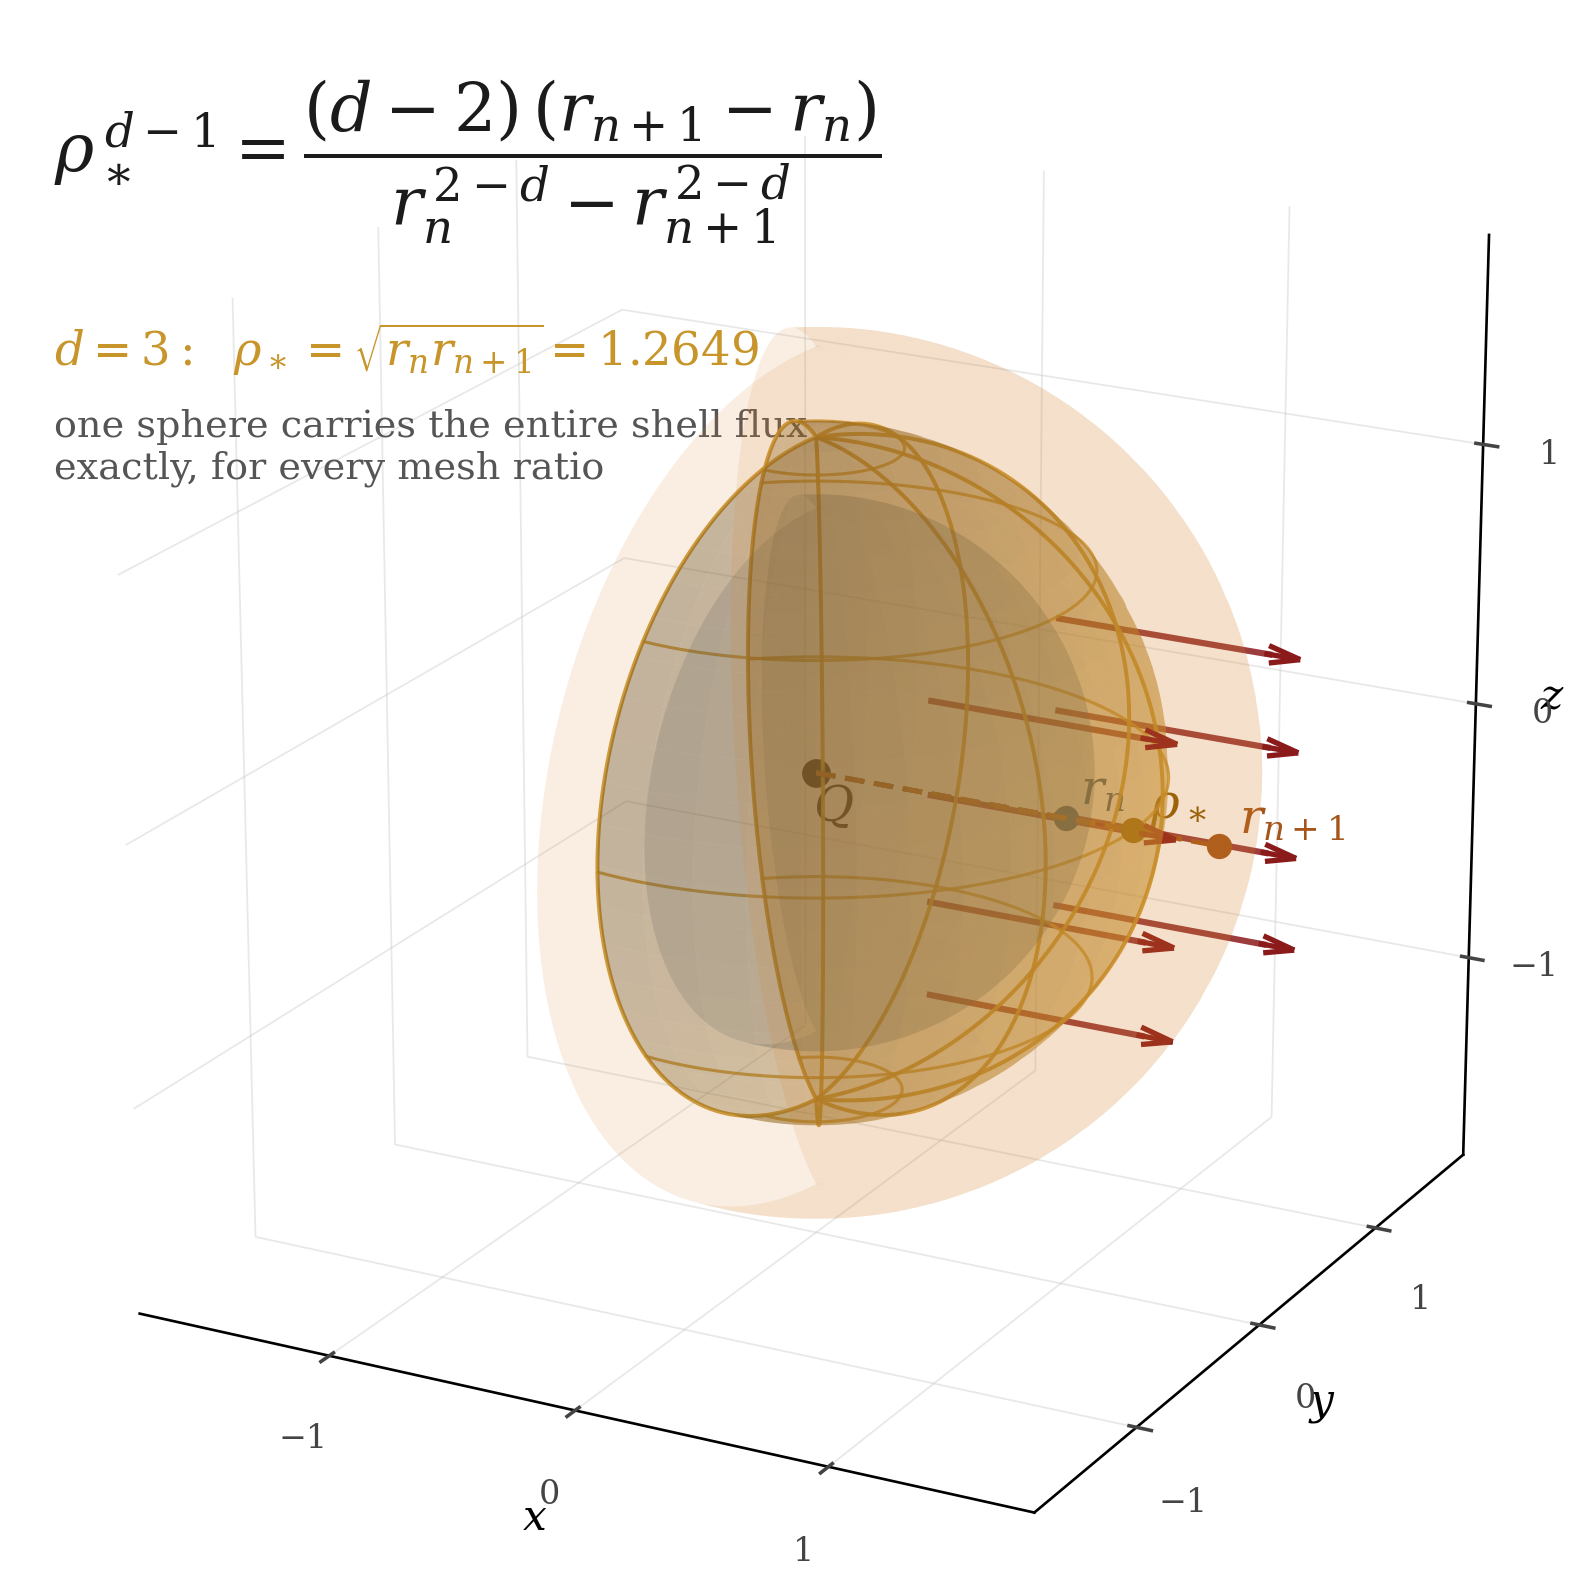 ρ_*^{d−1} = (d − 2) (r_{n+1} − r_n) / (r_n^{2−d} − r_{n+1}^{2−d})
d = 3 :  ρ_* = √(r_n r_{n+1}) = 1.2649
one sphere carries the entire shell flux
exactly, for every mesh ratio
1
0
z
−1
Q
r_n
ρ_*
r_{n+1}
1
0
y
−1
−1
0
x
1